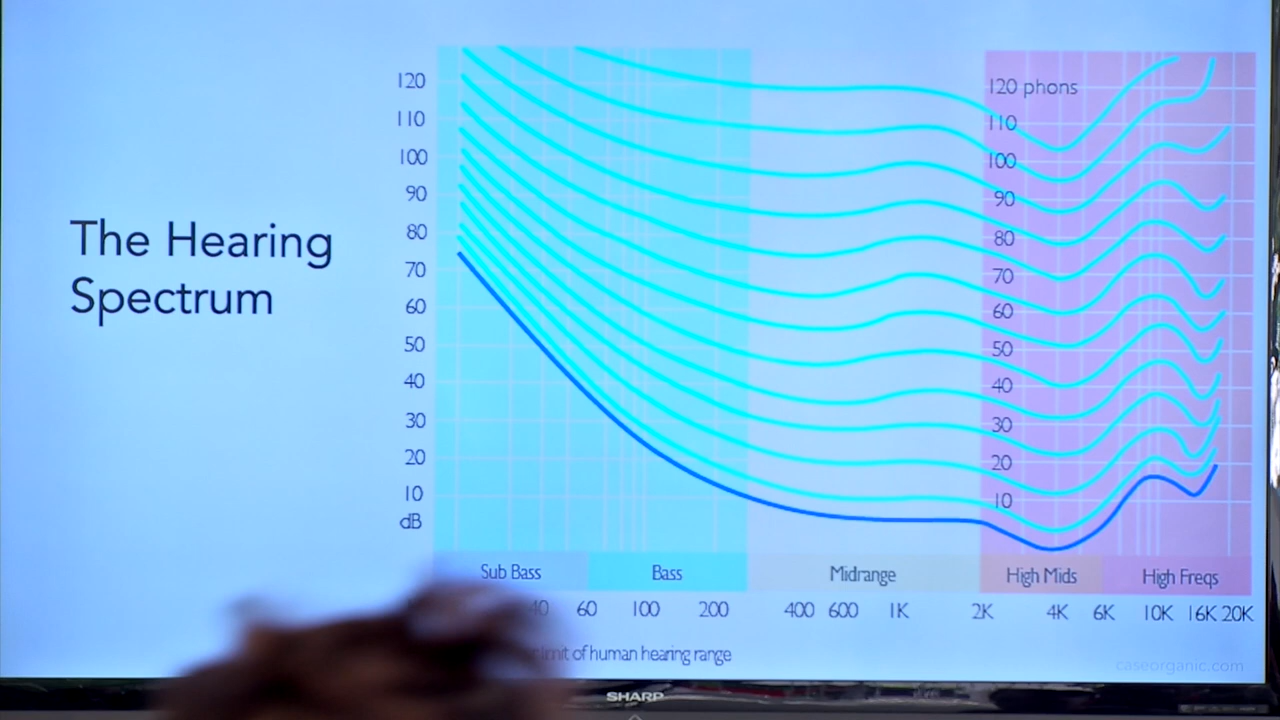 The Hearing
Spectrum
120
110
100
90
80
70
60
50
40
30
20
10
dB
120 phons
110
100
90
80
70
60
50
40
30
20
10
Sub Bass Bass Midrange High Mids High Freqs
40 60 100 200 400 600 1K 2K 4K 6K 10K 16K 20K
limit of human hearing range
caseorganic.com
SHARP